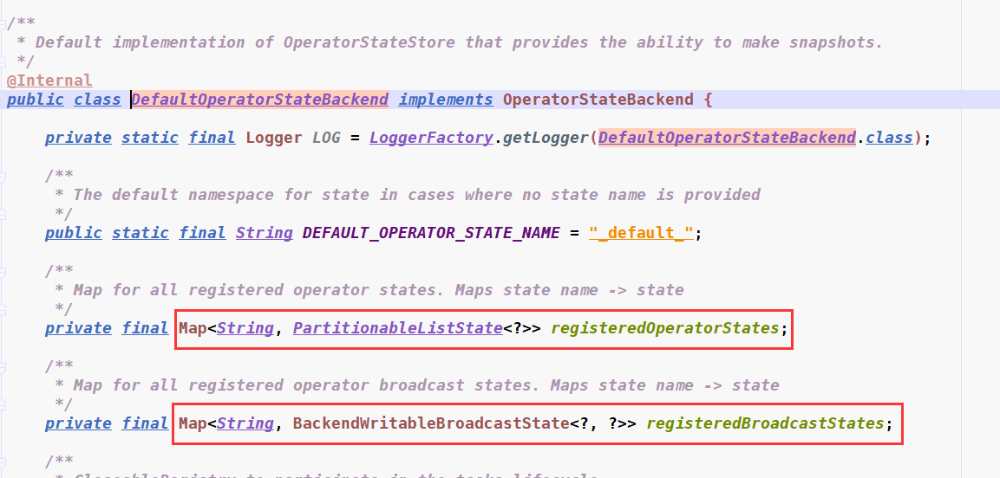 /**
 * Default implementation of OperatorStateStore that provides the ability to make snapshots.
 */
@Internal
public class DefaultOperatorStateBackend implements OperatorStateBackend {
    private static final Logger LOG = LoggerFactory.getLogger(DefaultOperatorStateBackend.class);
    /**
     * The default namespace for state in cases where no state name is provided
     */
    public static final String DEFAULT_OPERATOR_STATE_NAME = "_default_";
    /**
     * Map for all registered operator states. Maps state name -> state
     */
    private final Map<String, PartitionableListState<?>> registeredOperatorStates;
    /**
     * Map for all registered operator broadcast states. Maps state name -> state
     */
    private final Map<String, BackendWritableBroadcastState<?, ?>> registeredBroadcastStates;
    /**
     * CloseableRegistry to participate in the tasks lifecycle